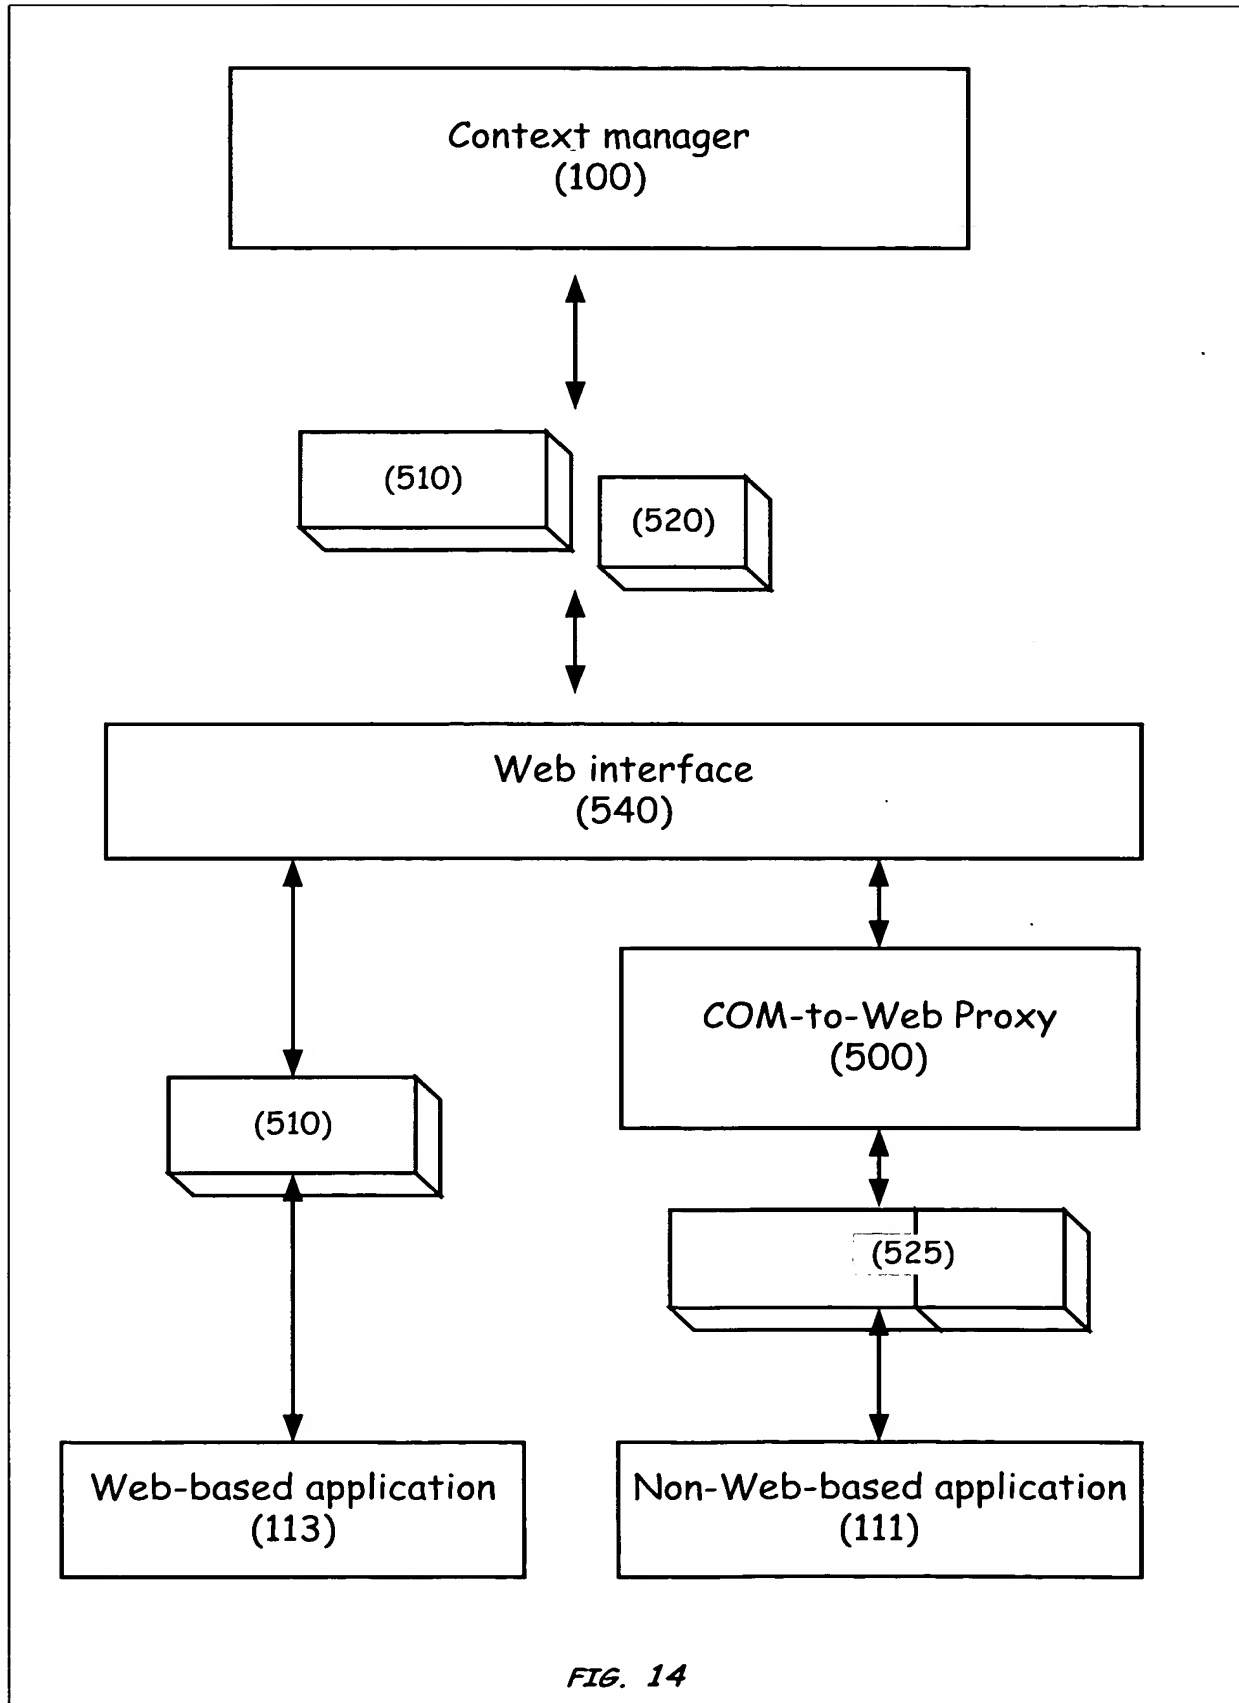 Context manager
(100)
(510)
(520)
Web interface
(540)
COM-to-Web Proxy
(500)
(510)
(525)
Web-based application
(113)
Non-Web-based application
(111)
FIG. 14